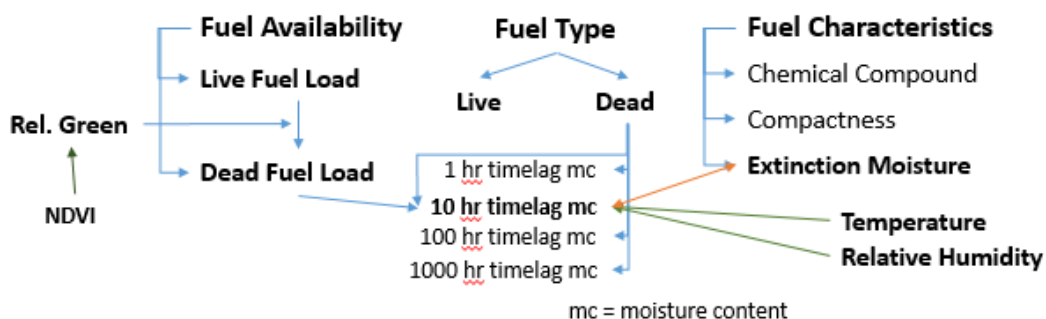 Fuel Availability
Live Fuel Load
Rel. Green
Dead Fuel Load
NDVI
Fuel Type
Live
Dead
1 hr timelag mc
10 hr timelag mc
100 hr timelag mc
1000 hr timelag mc
mc = moisture content
Fuel Characteristics
Chemical Compound
Compactness
Extinction Moisture
Temperature
Relative Humidity